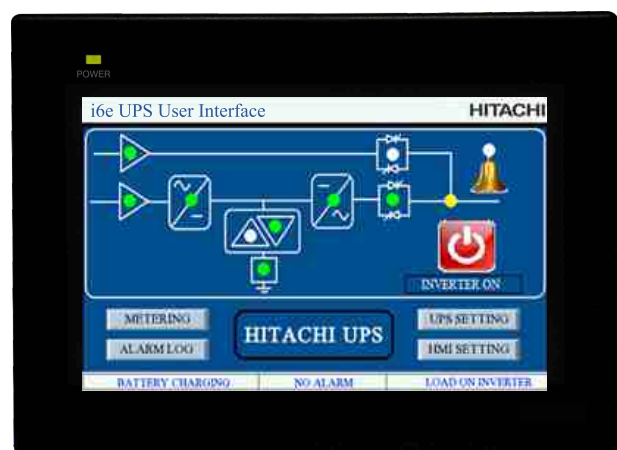 POWER
i6e UPS User Interface
HITACHI
INVERTER ON
METERING
ALARM LOG
HITACHI UPS
UPS SETTING
HMI SETTING
BATTERY CHARGING
NO ALARM
LOAD ON INVERTER